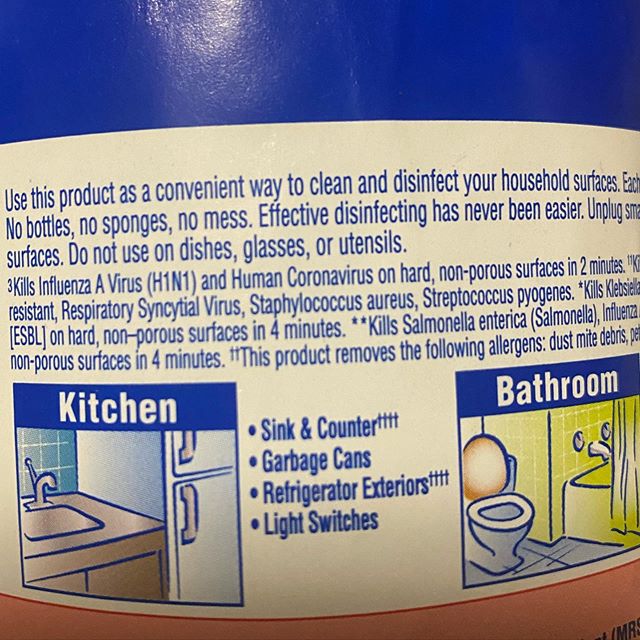 Use this product as a convenient way to clean and disinfect your household surfaces. Each
No bottles, no sponges, no mess. Effective disinfecting has never been easier. Unplug
surfaces. Do not use on dishes, glasses, or utensils.
³Kills Influenza A Virus (H1N1) and Human Coronavirus on hard, non-porous surfaces in 2 minutes.
resistant, Respiratory Syncytial Virus, Staphylococcus aureus, Streptococcus pyogenes. *Kills Klebsiella
[ESBL] on hard, non-porous surfaces in 4 minutes. **Kills Salmonella enterica (Salmonella), Influenza
non-porous surfaces in 4 minutes. ††This product removes the following allergens: dust mite debris,
Kitchen
• Sink & Counter††††
• Garbage Cans
• Refrigerator Exteriors††††
• Light Switches
Bathroom